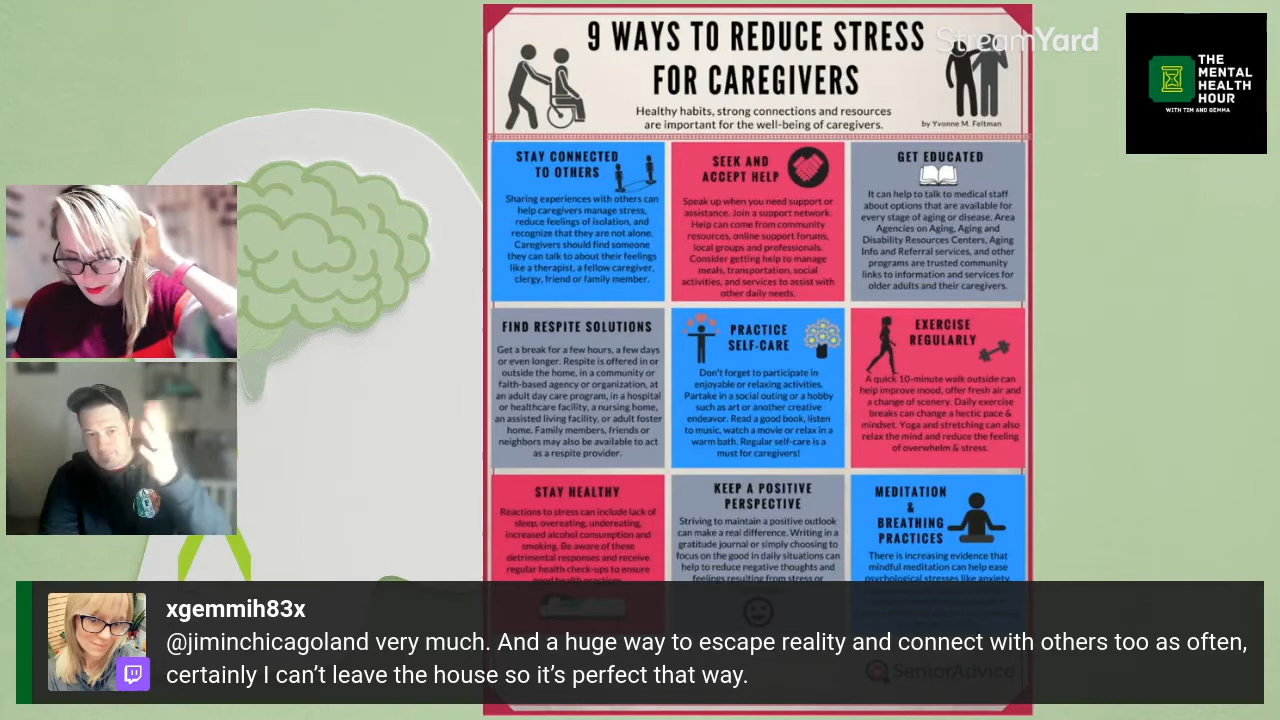 9 WAYS TO REDUCE STRESS
FOR CAREGIVERS
StreamYard
Healthy habits, strong connections and resources
are important for the well-being of caregivers.
by Yvonne M. Feltman
THE
MENTAL
HEALTH
HOUR
WITH TIM AND GEMMA
STAY CONNECTED
TO OTHERS
Sharing experiences with others can
help caregivers manage stress,
reduce feelings of isolation, and
recognize that they are not alone.
Caregivers should find someone
they can talk to about their feelings
like a therapist, a fellow caregiver,
clergy, friend or family member.
SEEK AND
ACCEPT HELP
Speak up when you need support or
assistance. Join a support network.
Help can come from community
resources, online support forums,
local groups and professionals.
Consider getting help to manage
meals, transportation, social
activities, and services to assist with
other daily needs.
GET EDUCATED
It can help to talk to medical staff
about options that are available for
every stage of aging or disease. Area
Agencies on Aging, Aging and
Disability Resources Centers, Aging
Info and Referral services, and other
programs are trusted community
links to information and services for
older adults and their caregivers.
FIND RESPITE SOLUTIONS
Get a break for a few hours, a few days
or even longer. Respite is offered in or
outside the home, in a community or
faith-based agency or organization, at
an adult day care program, in a hospital
or healthcare facility, a nursing home,
an assisted living facility, or adult foster
home. Family members, friends or
neighbors may also be available to act
as a respite provider.
PRACTICE
SELF-CARE
Don't forget to participate in
enjoyable or relaxing activities.
Partake in a social outing or a hobby
such as art or another creative
endeavor. Read a good book, listen
to music, watch a movie or relax in a
warm bath. Regular self-care is a
must for caregivers!
EXERCISE
REGULARLY
A quick 10-minute walk outside can
help improve mood, offer fresh air and
a change of scenery. Daily exercise
breaks can change a hectic pace &
mindset. Yoga and stretching can also
relax the mind and reduce the feeling
of overwhelm & stress.
STAY HEALTHY
Reactions to stress can include lack of
sleep, overeating, undereating,
increased alcohol consumption and
smoking. Be aware of these
detrimental responses and receive
regular health check-ups to ensure
good health practices.
KEEP A POSITIVE
PERSPECTIVE
Striving to maintain a positive outlook
can make a real difference. Writing in a
gratitude journal or simply choosing to
focus on the good in daily situations can
help to reduce negative thoughts and
feelings resulting from stress or
MEDITATION
&
BREATHING
PRACTICES
There is increasing evidence that
mindful meditation can help ease
psychological stresses like anxiety,
SeniorAdvice
xgemmih83x
@jiminchicagoland very much. And a huge way to escape reality and connect with others too as often,
certainly I can't leave the house so it's perfect that way.